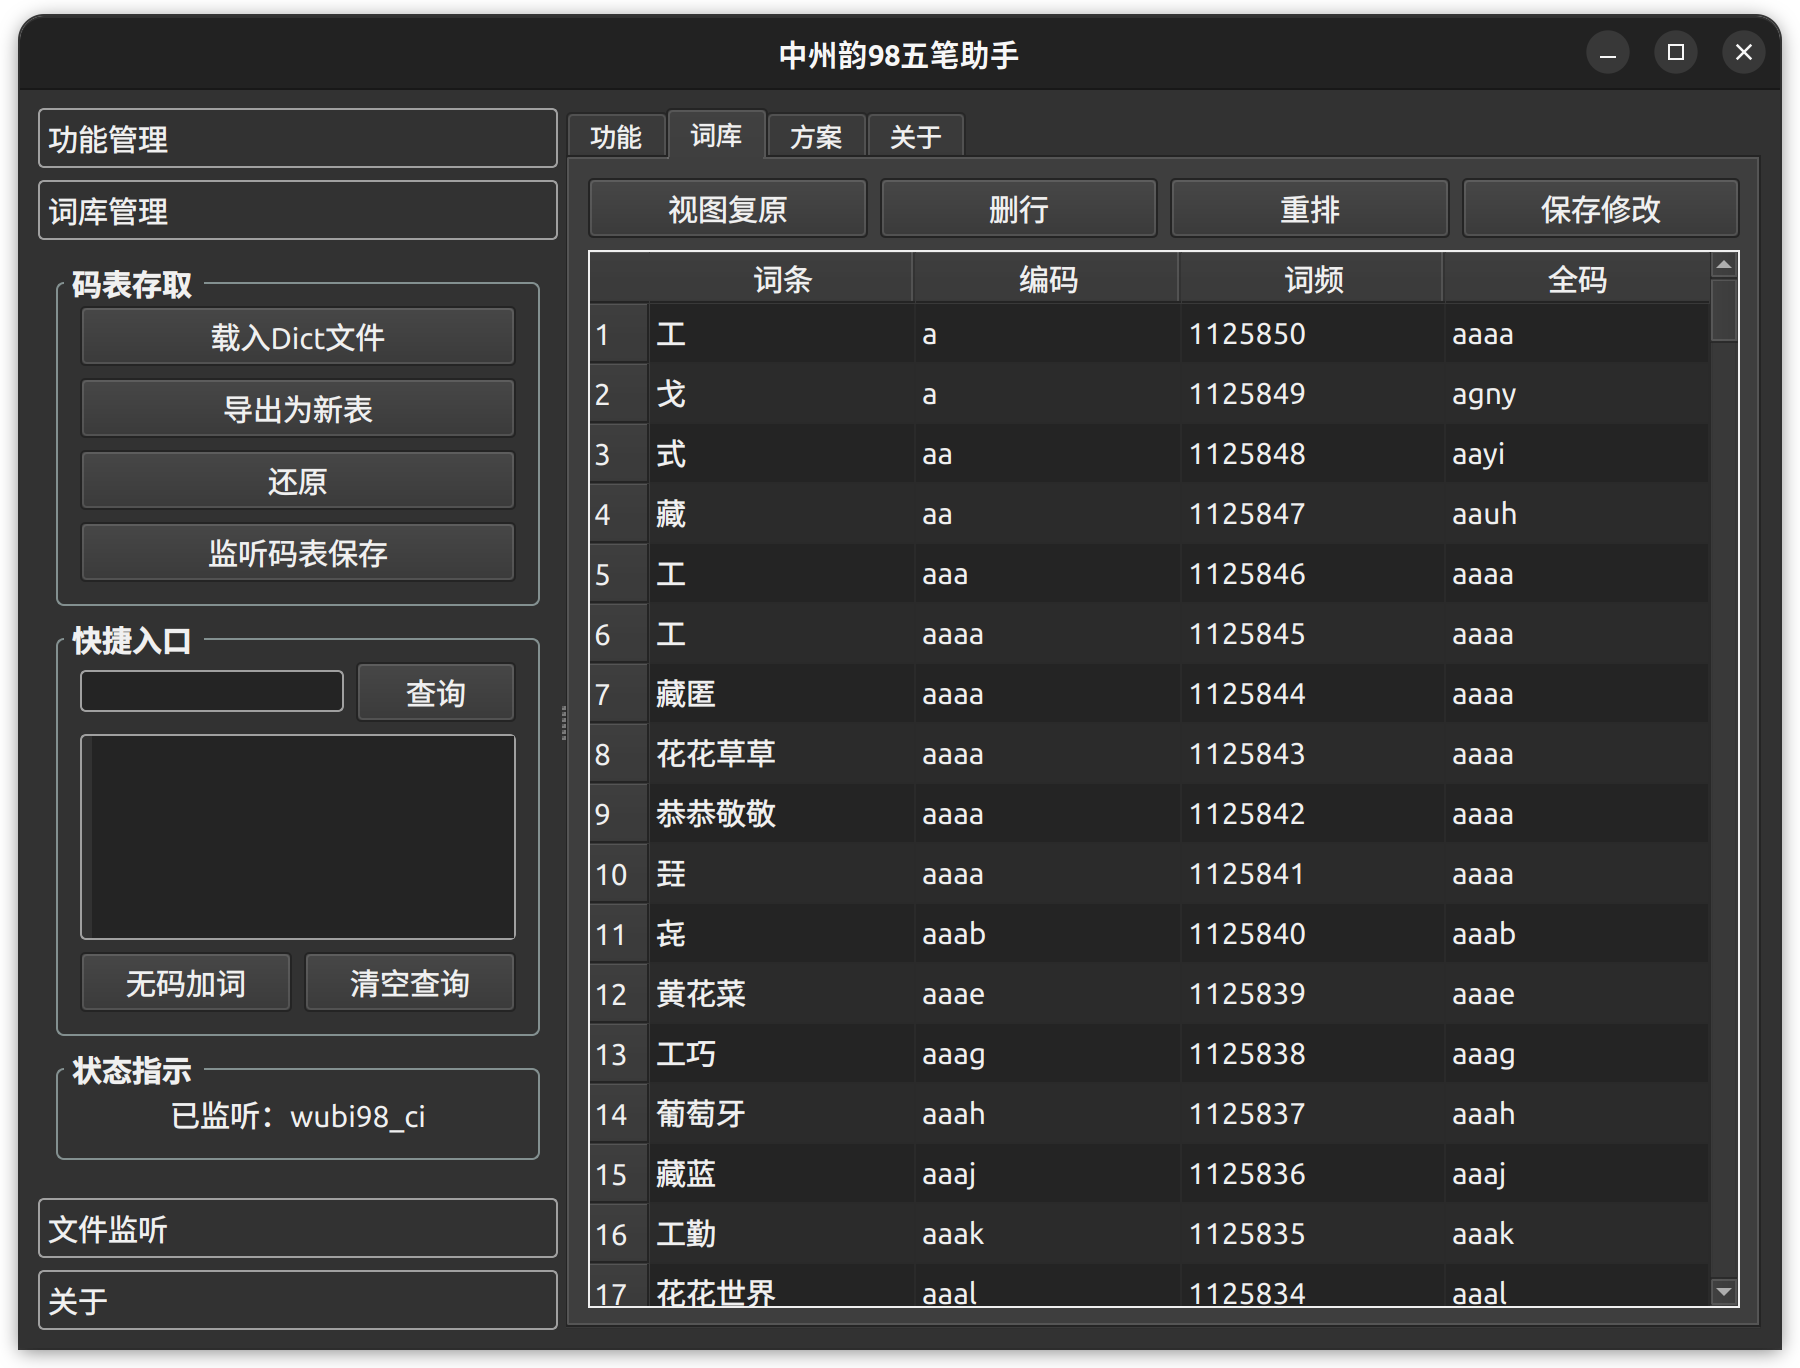 中州韵98五笔助手
功能管理
词库管理
码表存取
载入Dict文件
导出为新表
还原
监听码表保存
快捷入口
查询
无码加词 清空查询
状态指示
已监听：wubi98_ci
文件监听
关于
功能 词库 方案 关于
视图复原 删行 重排 保存修改
词条 编码 词频 全码
1 工 a 1125850 aaaa
2 戈 a 1125849 agny
3 式 aa 1125848 aayi
4 藏 aa 1125847 aauh
5 工 aaa 1125846 aaaa
6 工 aaaa 1125845 aaaa
7 藏匿 aaaa 1125844 aaaa
8 花花草草 aaaa 1125843 aaaa
9 恭恭敬敬 aaaa 1125842 aaaa
10 㠭 aaaa 1125841 aaaa
11 aaab 1125840 aaab
12 黄花菜 aaae 1125839 aaae
13 工巧 aaag 1125838 aaag
14 葡萄牙 aaah 1125837 aaah
15 藏蓝 aaaj 1125836 aaaj
16 工勤 aaak 1125835 aaak
17 花花世界 aaal 1125834 aaal